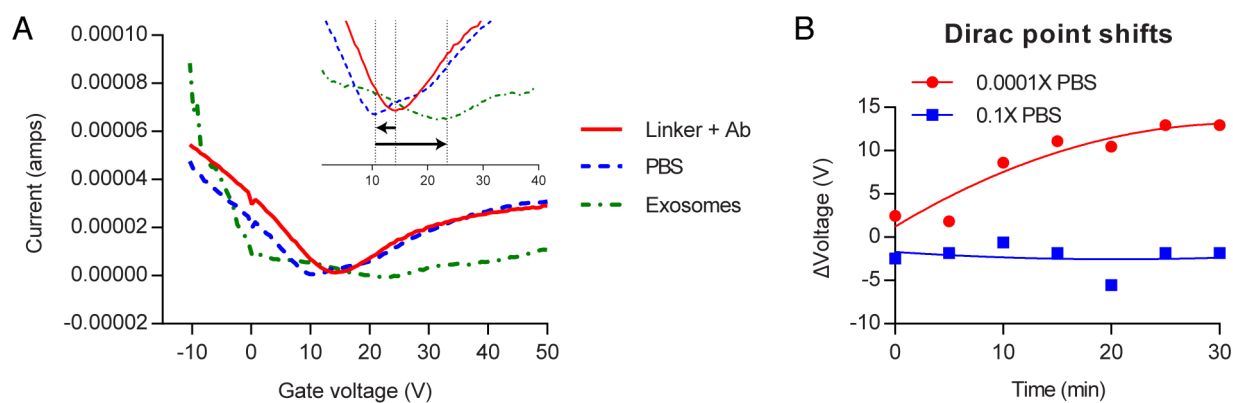 A
0.00010
0.00008
0.00006
0.00004
0.00002
0.00000
-0.00002
Current (amps)
-10 0 10 20 30 40 50
Gate voltage (V)
10 20 30 40
Linker + Ab
PBS
Exosomes
B
Dirac point shifts
0.0001X PBS
0.1X PBS
15
10
5
0
-5
-10
ΔVoltage (V)
0 10 20 30
Time (min)